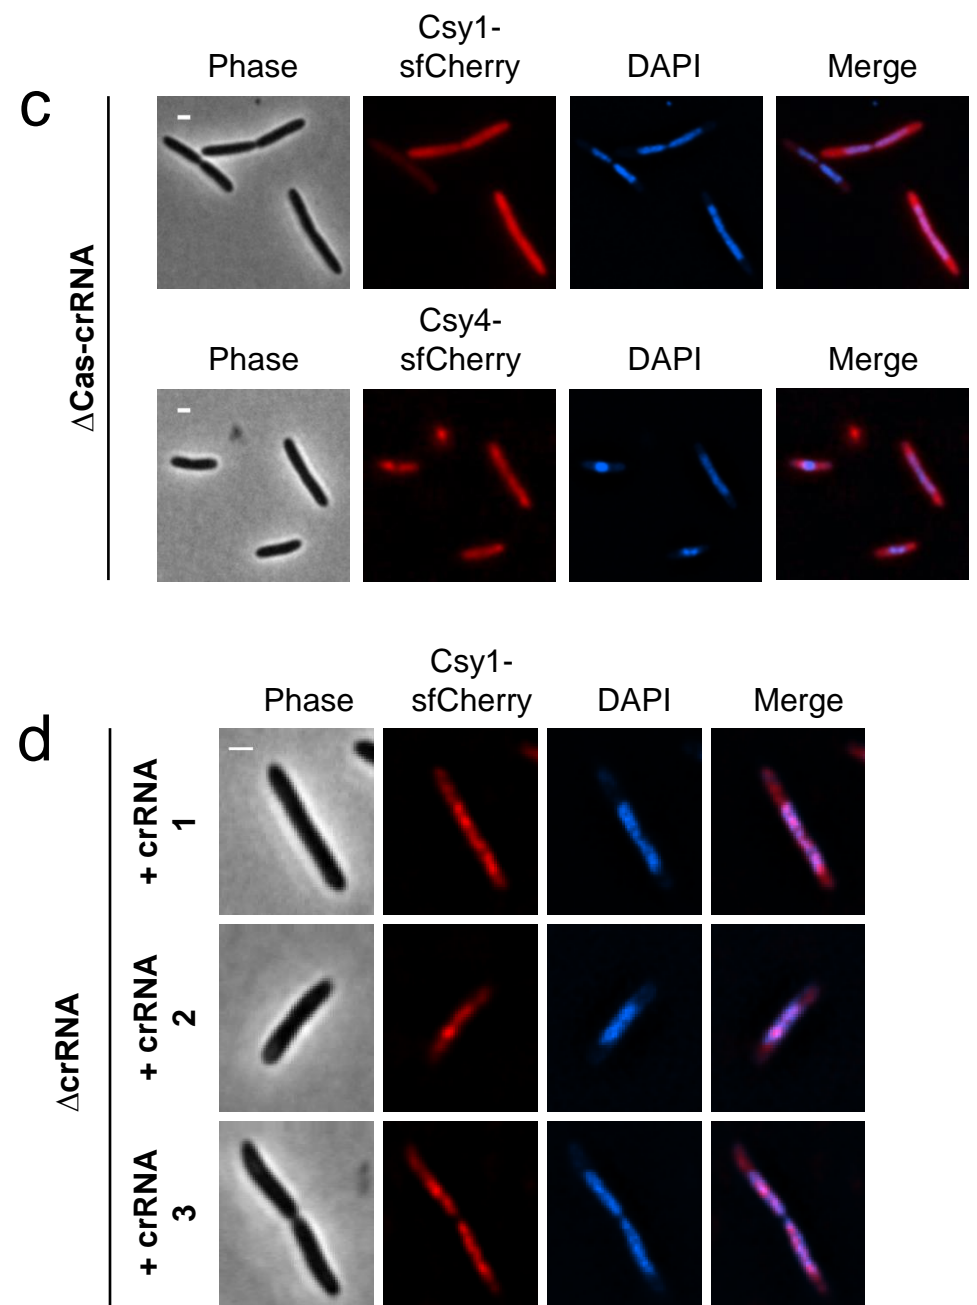 c
ΔCas-crRNA
Phase
Csy1-
sfCherry
DAPI
Merge
Phase
Csy4-
sfCherry
DAPI
Merge
d
ΔcrRNA
Phase
Csy1-
sfCherry
DAPI
Merge
+ crRNA
1
+ crRNA
2
+ crRNA
3